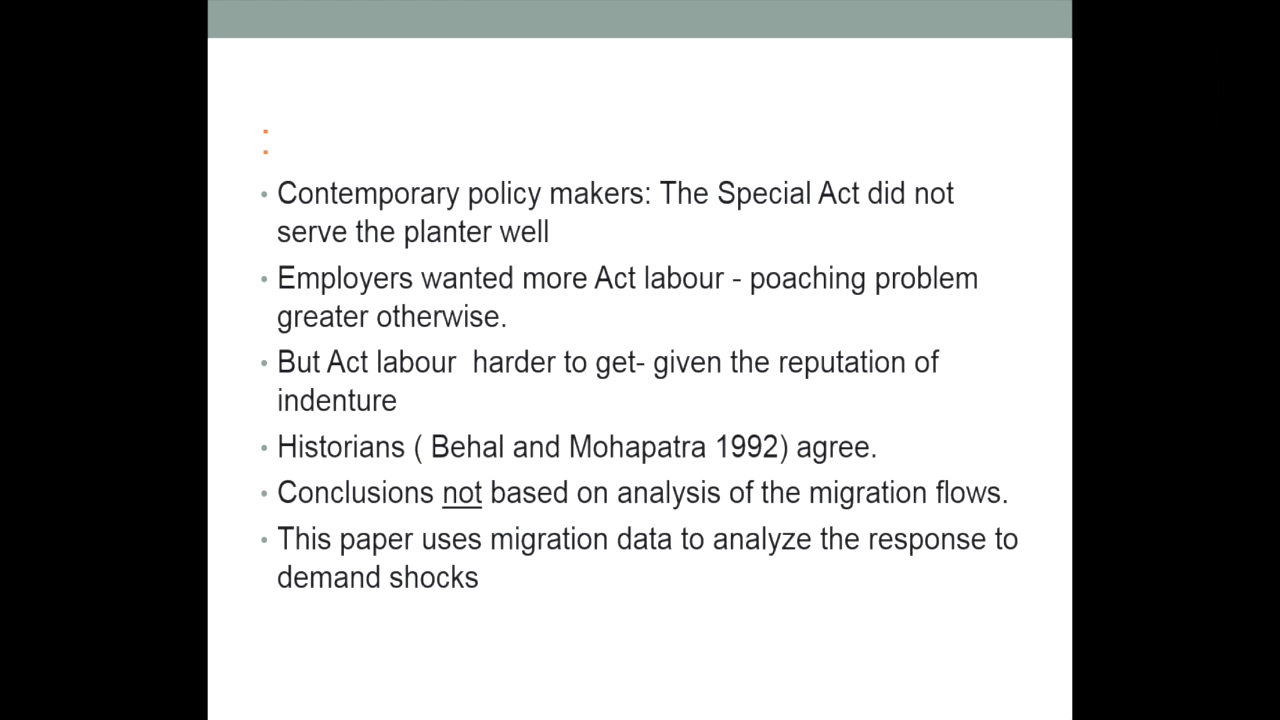 :
• Contemporary policy makers: The Special Act did not
serve the planter well
• Employers wanted more Act labour - poaching problem
greater otherwise.
• But Act labour  harder to get- given the reputation of
indenture
• Historians ( Behal and Mohapatra 1992) agree.
• Conclusions not based on analysis of the migration flows.
• This paper uses migration data to analyze the response to
demand shocks